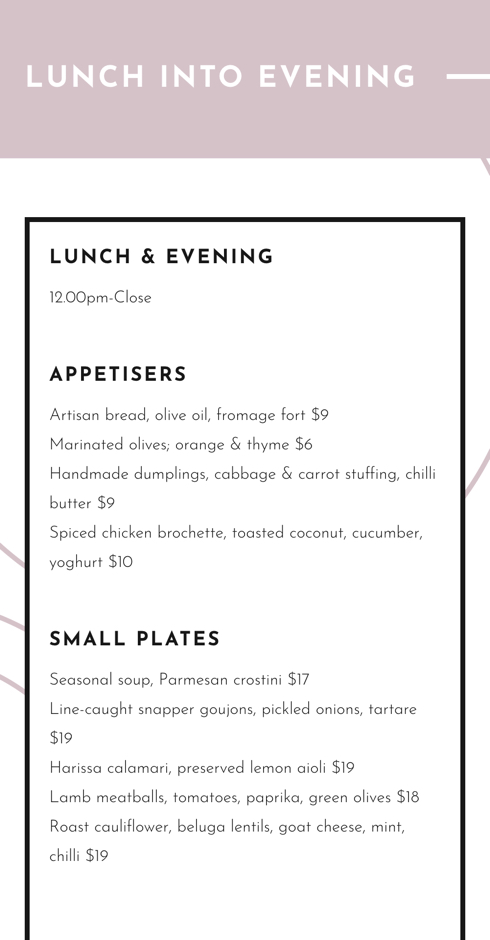 LUNCH INTO EVENING
LUNCH & EVENING
12.00pm-Close
APPETISERS
Artisan bread, olive oil, fromage fort $9
Marinated olives; orange & thyme $6
Handmade dumplings, cabbage & carrot stuffing, chilli
butter $9
Spiced chicken brochette, toasted coconut, cucumber,
yoghurt $10
SMALL PLATES
Seasonal soup, Parmesan crostini $17
Line-caught snapper goujons, pickled onions, tartare
$19
Harissa calamari, preserved lemon aioli $19
Lamb meatballs, tomatoes, paprika, green olives $18
Roast cauliflower, beluga lentils, goat cheese, mint,
chilli $19